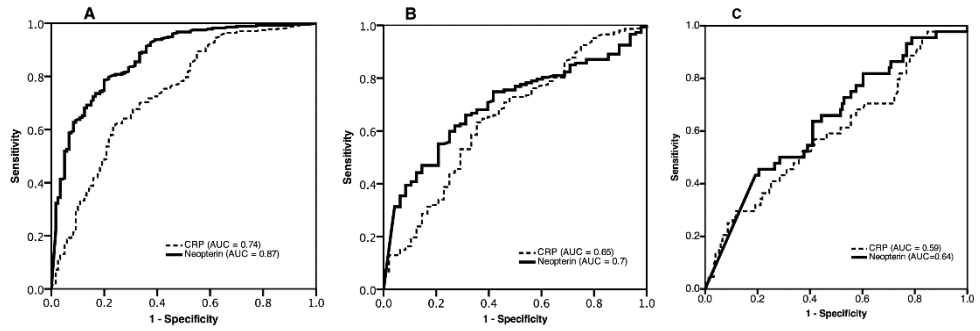 A
1.0
0.8
0.6
0.4
0.2
0.0
Sensitivity
0.0 0.2 0.4 0.6 0.8 1.0
1 - Specificity
CRP (AUC = 0.74)
Neopterin (AUC = 0.87)
B
1.0
0.8
0.6
0.4
0.2
0.0
Sensitivity
0.0 0.2 0.4 0.6 0.8 1.0
1 - Specificity
CRP (AUC = 0.65)
Neopterin (AUC = 0.7)
C
1.0
0.8
0.6
0.4
0.2
0.0
Sensitivity
0.0 0.2 0.4 0.6 0.8 1.0
1 - Specificity
CRP (AUC = 0.59)
Neopterin (AUC=0.64)